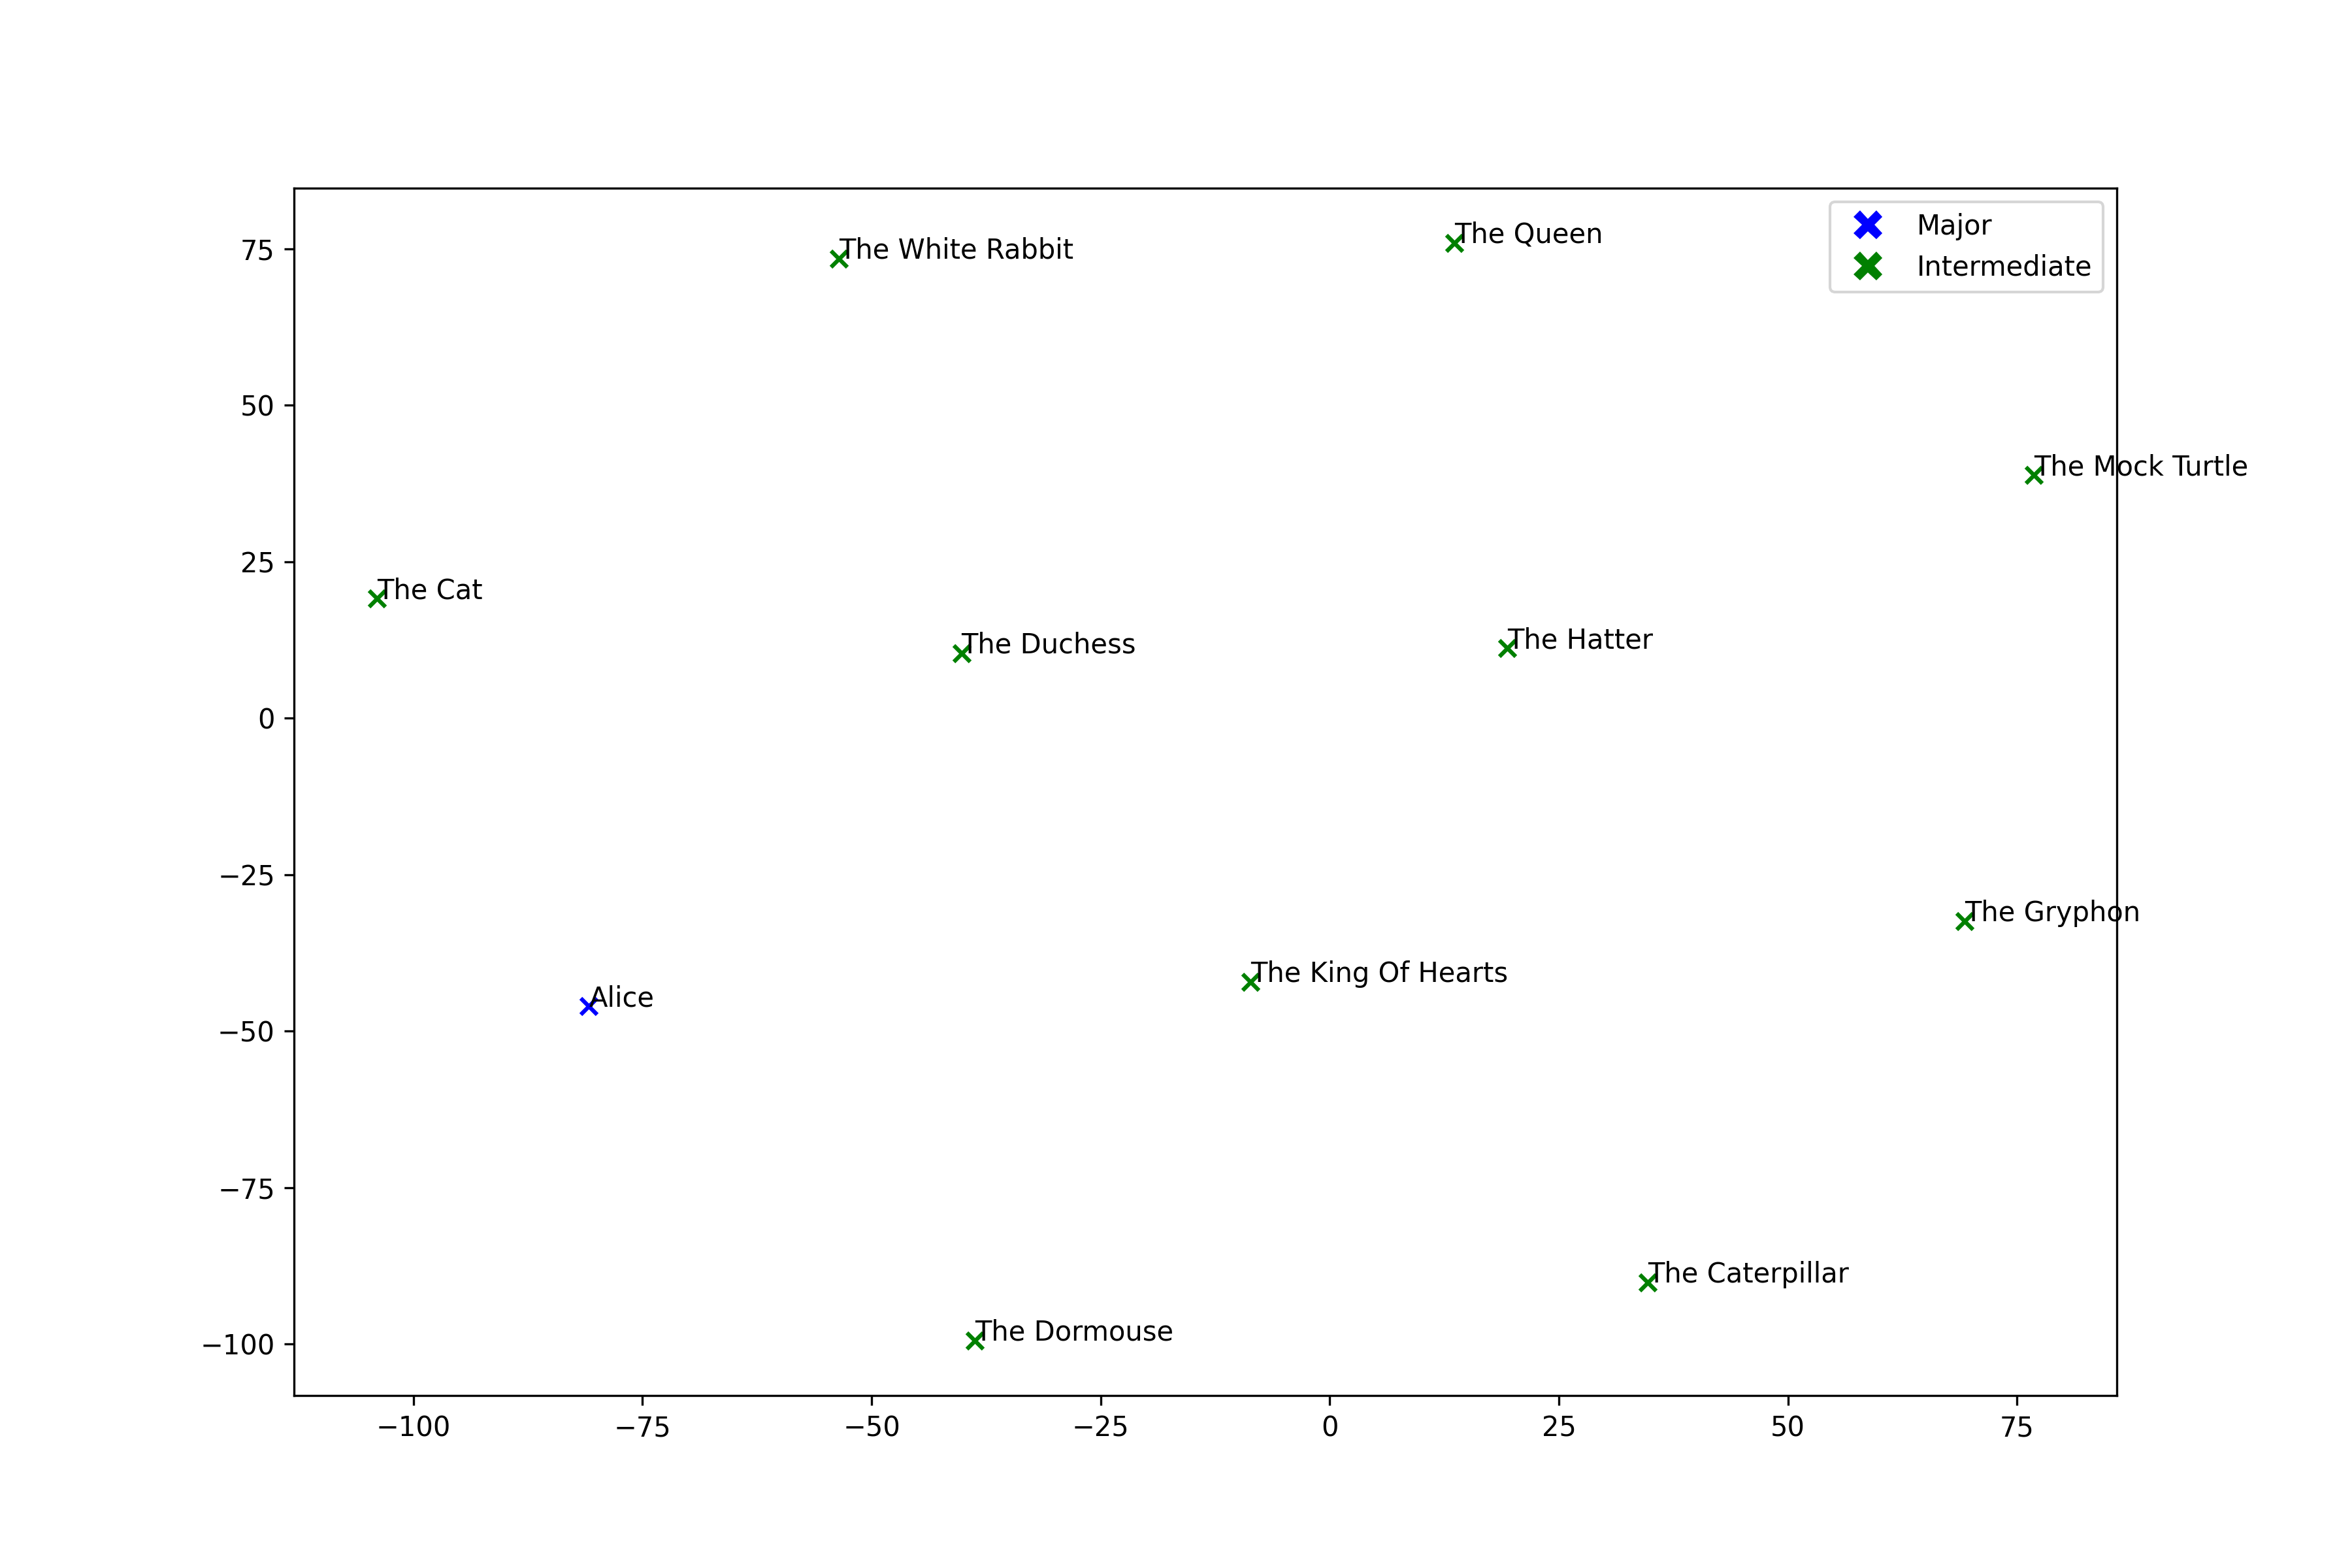 Major
Intermediate
The White Rabbit
The Queen
The Mock Turtle
The Cat
The Duchess
The Hatter
The Gryphon
The King Of Hearts
Alice
The Caterpillar
The Dormouse
75
50
25
0
−25
−50
−75
−100
−100
−75
−50
−25
0
25
50
75